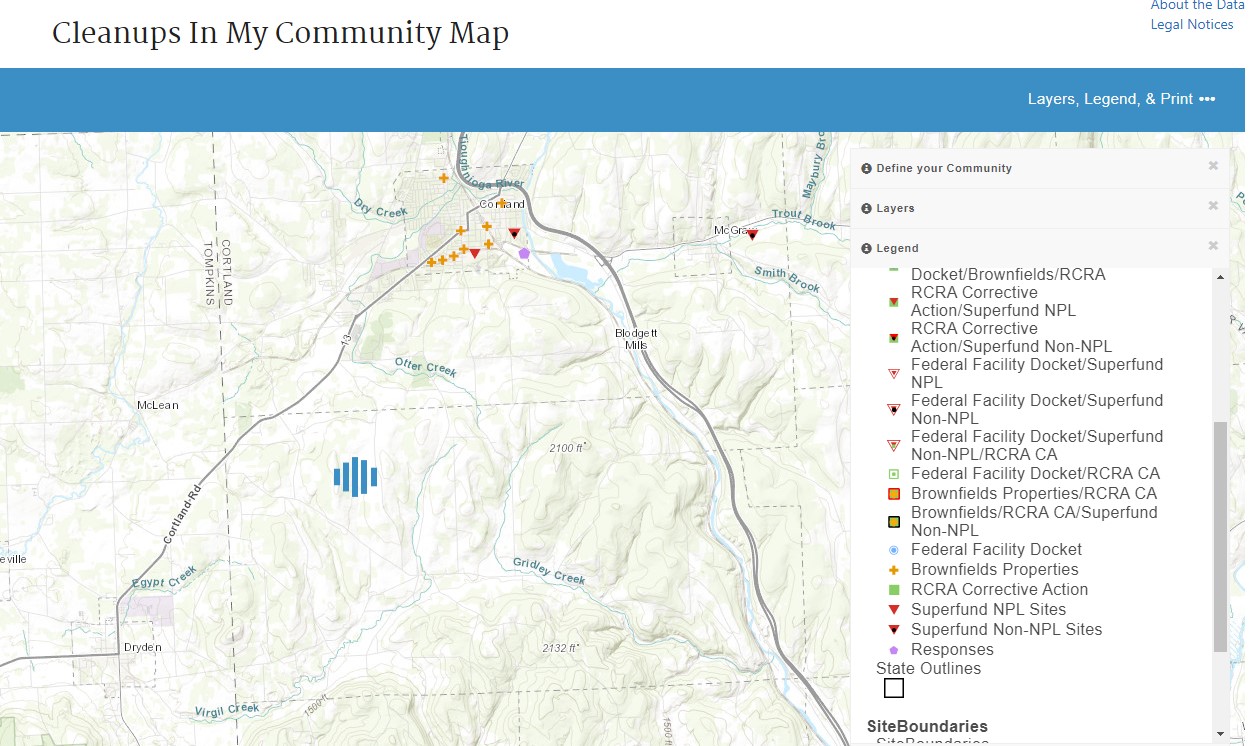 About the Data
Legal Notices
Cleanups In My Community Map
Layers, Legend, & Print •••
Define your Community
Layers
Legend
Docket/Brownfields/RCRA
RCRA Corrective
Action/Superfund NPL
RCRA Corrective
Action/Superfund Non-NPL
Federal Facility Docket/Superfund
NPL
Federal Facility Docket/Superfund
Non-NPL
Federal Facility Docket/Superfund
Non-NPL/RCRA CA
Federal Facility Docket/RCRA CA
Brownfields Properties/RCRA CA
Brownfields/RCRA CA/Superfund
Non-NPL
Federal Facility Docket
Brownfields Properties
RCRA Corrective Action
Superfund NPL Sites
Superfund Non-NPL Sites
Responses
State Outlines
SiteBoundaries
SiteBoundaries
Tioughnioga River
Maybury Bro
Dry Creek
Cortland
Trout Brook
McGraw
Smith Brook
CORTLAND
TOMPKINS
13
Blodgett
Mills
Otter Creek
McLean
2100 ft
Cortland-Rd
eville
Egypt Creek
Gridley Creek
Dryden
2132 ft
Virgil Creek
1500-ft
1500 ft